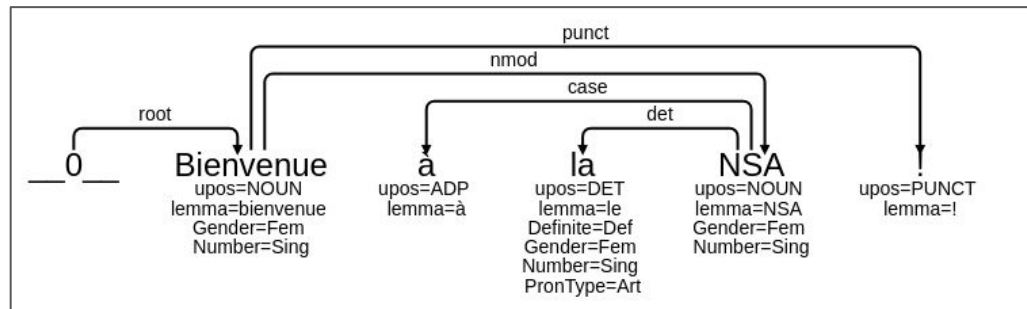 punct
nmod
case
root det
__0__ Bienvenue à la NSA !
upos=NOUN upos=ADP upos=DET upos=NOUN upos=PUNCT
lemma=bienvenue lemma=à lemma=le lemma=NSA lemma=!
Gender=Fem Definite=Def Gender=Fem
Number=Sing Gender=Fem Number=Sing
Number=Sing
PronType=Art